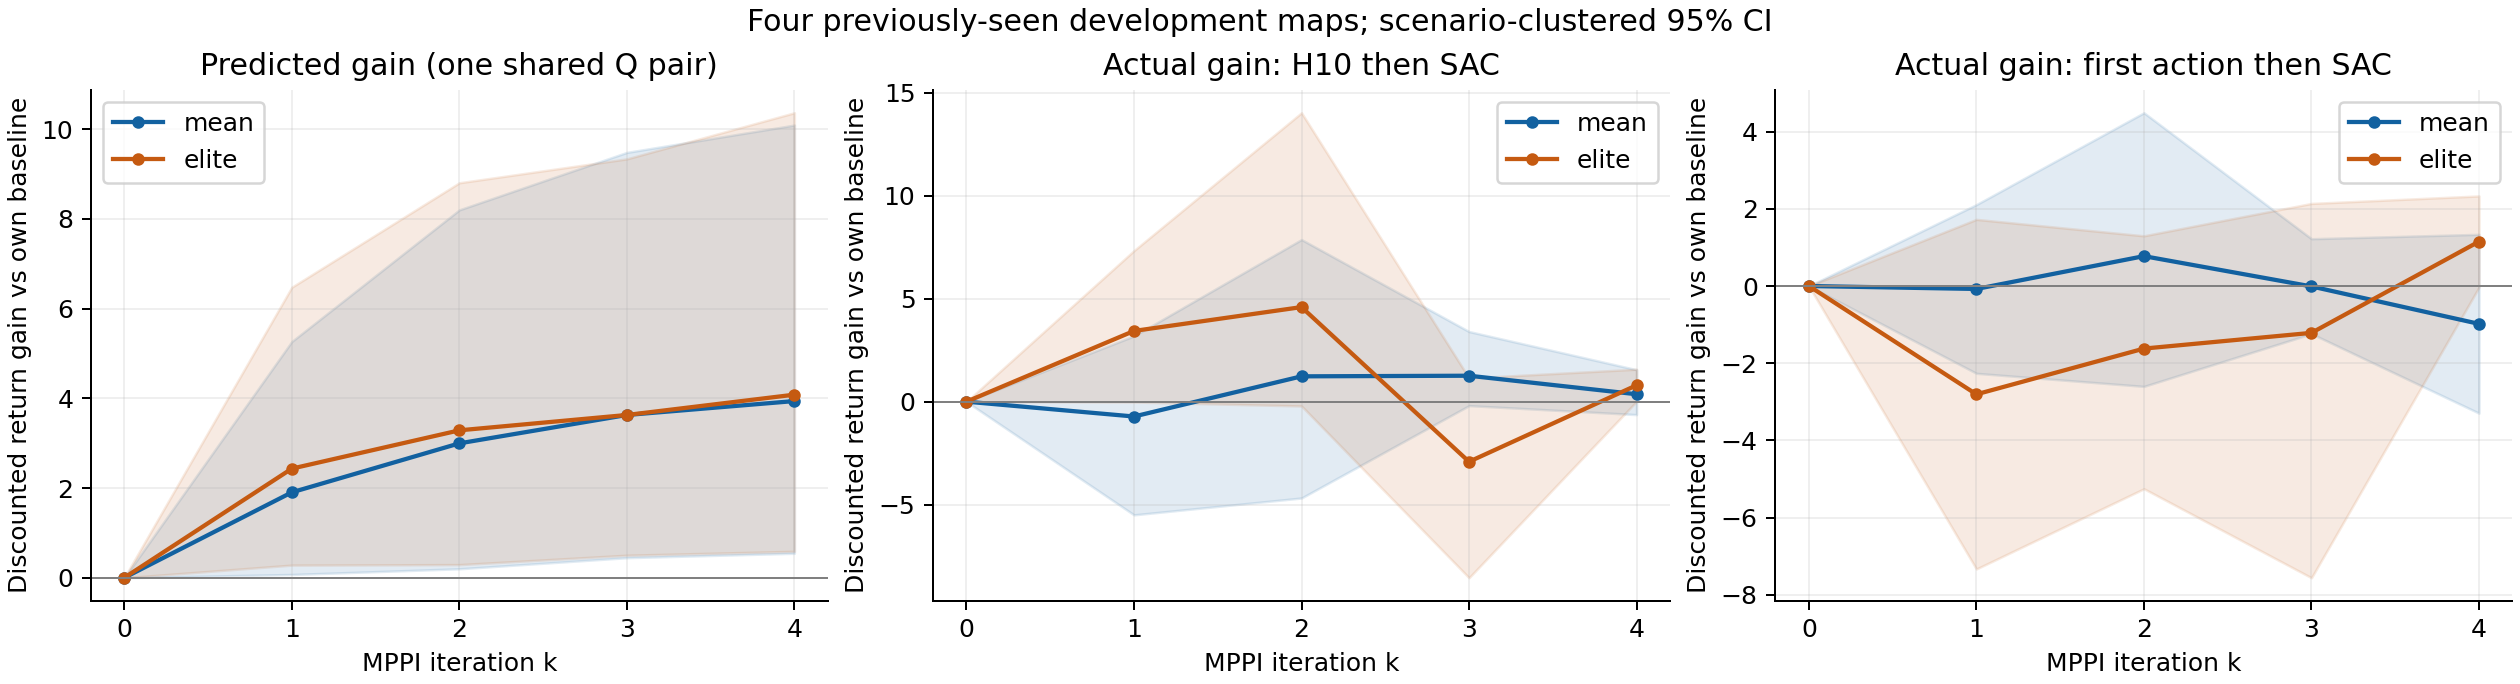 Four previously-seen development maps; scenario-clustered 95% CI
Predicted gain (one shared Q pair)
Discounted return gain vs own baseline
10
8
6
4
2
0
mean
elite
0 1 2 3 4
MPPI iteration k
Actual gain: H10 then SAC
Discounted return gain vs own baseline
15
10
5
0
−5
mean
elite
0 1 2 3 4
MPPI iteration k
Actual gain: first action then SAC
Discounted return gain vs own baseline
4
2
0
−2
−4
−6
−8
mean
elite
0 1 2 3 4
MPPI iteration k